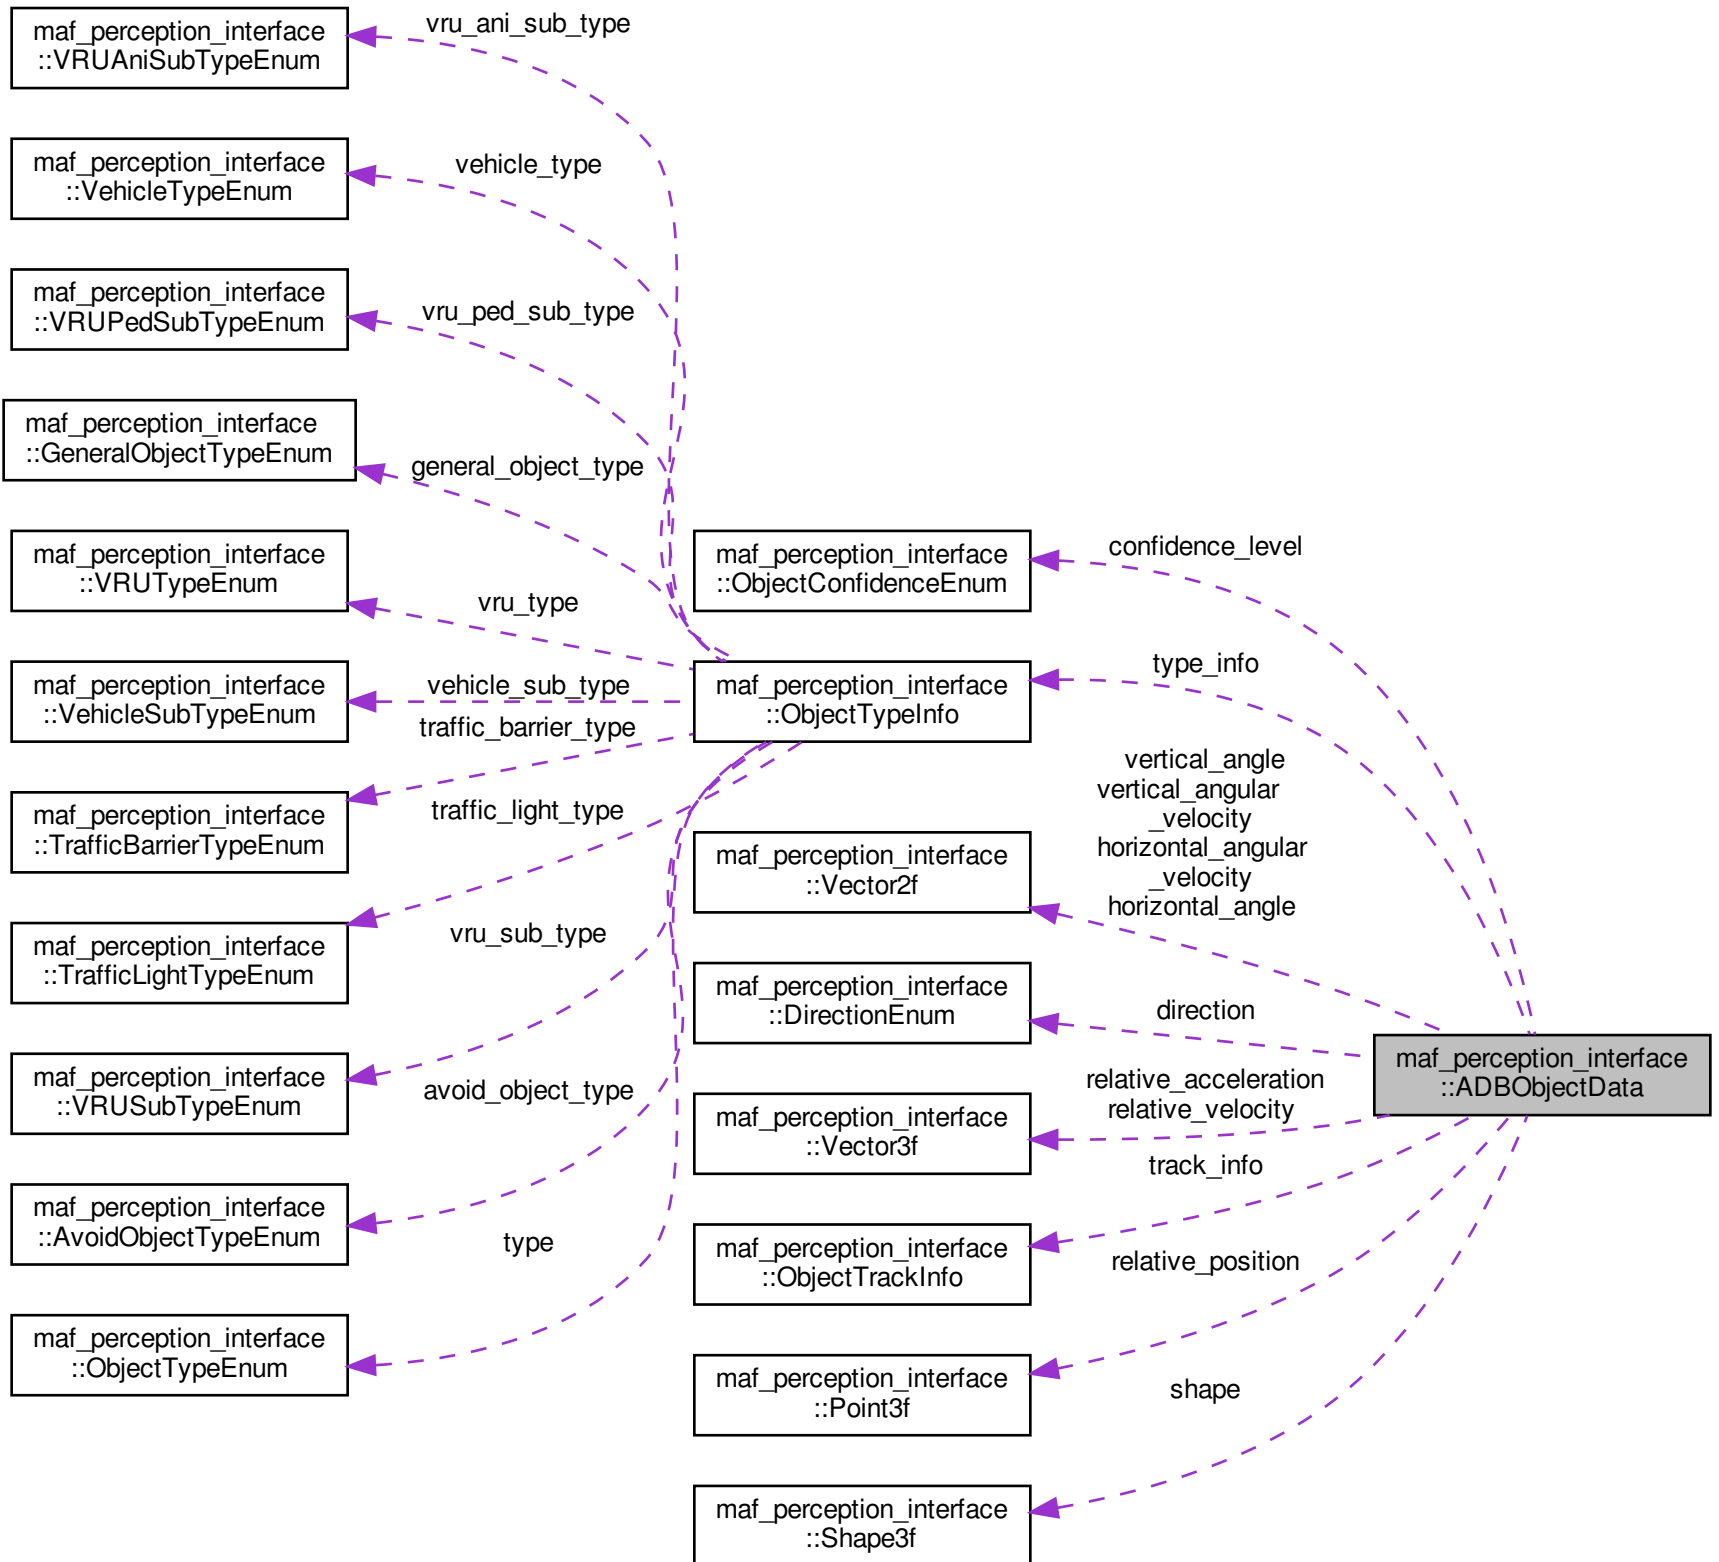 maf_perception_interface
::VRUAniSubTypeEnum
vru_ani_sub_type
maf_perception_interface
::VehicleTypeEnum
vehicle_type
maf_perception_interface
::VRUPedSubTypeEnum
vru_ped_sub_type
maf_perception_interface
::GeneralObjectTypeEnum
general_object_type
maf_perception_interface
::VRUTypeEnum
vru_type
maf_perception_interface
::VehicleSubTypeEnum
vehicle_sub_type
maf_perception_interface
::TrafficBarrierTypeEnum
traffic_barrier_type
maf_perception_interface
::TrafficLightTypeEnum
traffic_light_type
maf_perception_interface
::VRUSubTypeEnum
vru_sub_type
maf_perception_interface
::AvoidObjectTypeEnum
avoid_object_type
maf_perception_interface
::ObjectTypeEnum
type
maf_perception_interface
::ObjectConfidenceEnum
confidence_level
maf_perception_interface
::ObjectTypeInfo
type_info
maf_perception_interface
::Vector2f
vertical_angle
vertical_angular
_velocity
horizontal_angular
_velocity
horizontal_angle
maf_perception_interface
::DirectionEnum
direction
maf_perception_interface
::Vector3f
relative_acceleration
relative_velocity
maf_perception_interface
::ObjectTrackInfo
track_info
maf_perception_interface
::Point3f
relative_position
maf_perception_interface
::Shape3f
shape
maf_perception_interface
::ADBObjectData